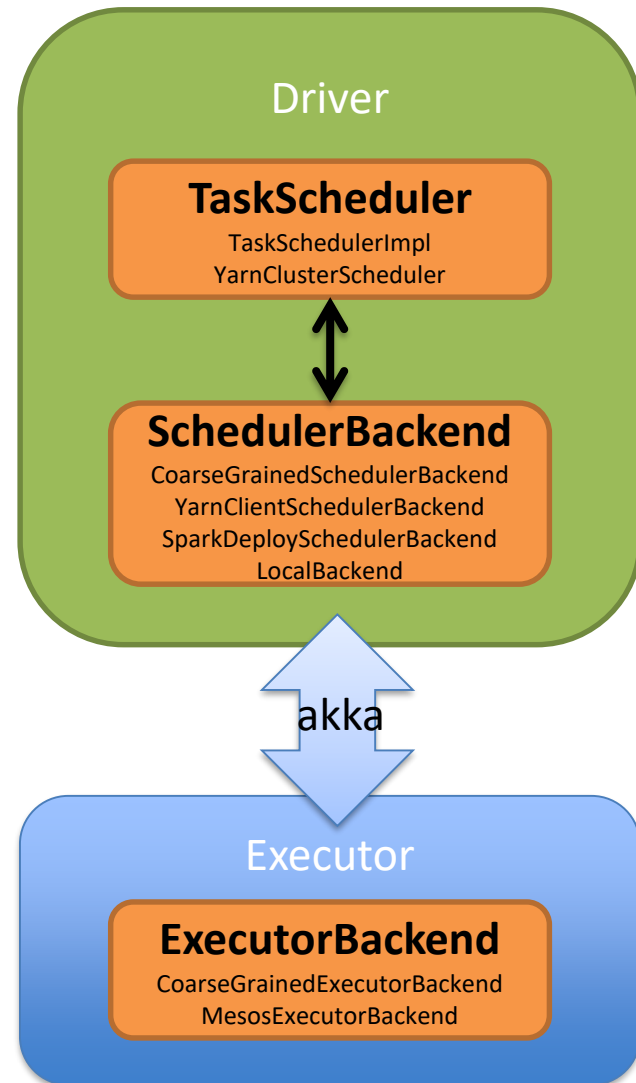 Driver
TaskScheduler
TaskSchedulerImpl
YarnClusterScheduler
SchedulerBackend
CoarseGrainedSchedulerBackend
YarnClientSchedulerBackend
SparkDeploySchedulerBackend
LocalBackend
akka
Executor
ExecutorBackend
CoarseGrainedExecutorBackend
MesosExecutorBackend